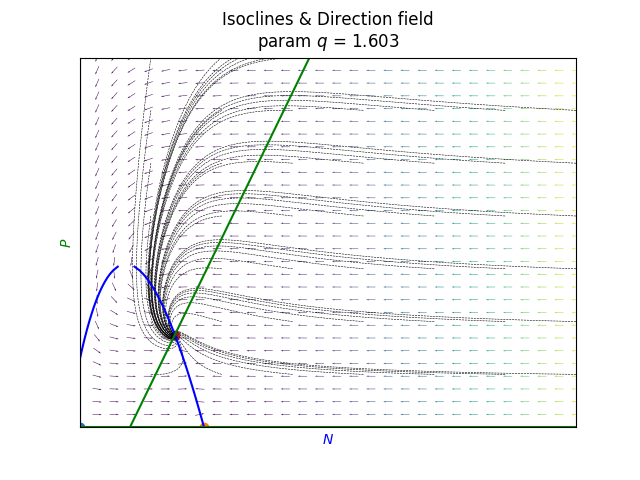 Isoclines & Direction field
param q = 1.603
P
N